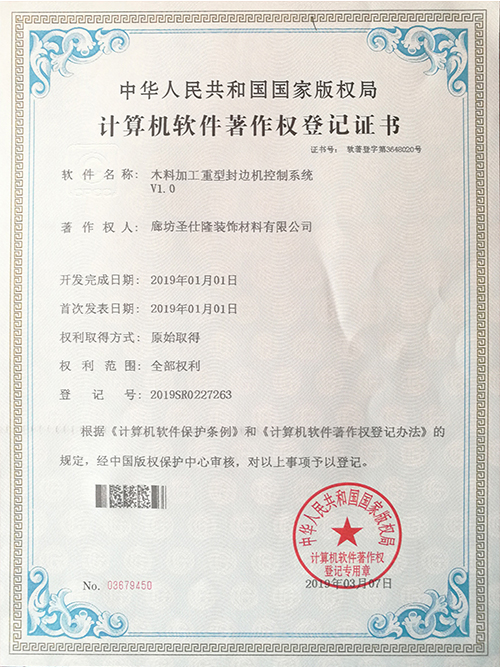 中华人民共和国国家版权局
计算机软件著作权登记证书
证书号： 软著登字第3648020号
软件名称： 木料加工重型封边机控制系统
V1.0
著作权人： 廊坊圣仕隆装饰材料有限公司
开发完成日期： 2019年01月01日
首次发表日期： 2019年01月01日
权利取得方式： 原始取得
权利范围： 全部权利
登记号： 2019SR0227263
根据《计算机软件保护条例》和《计算机软件著作权登记办法》的
规定，经中国版权保护中心审核，对以上事项予以登记。
中华人民共和国国家版权局
计算机软件著作权
登记专用章
2019年03月07日
No. 03679450